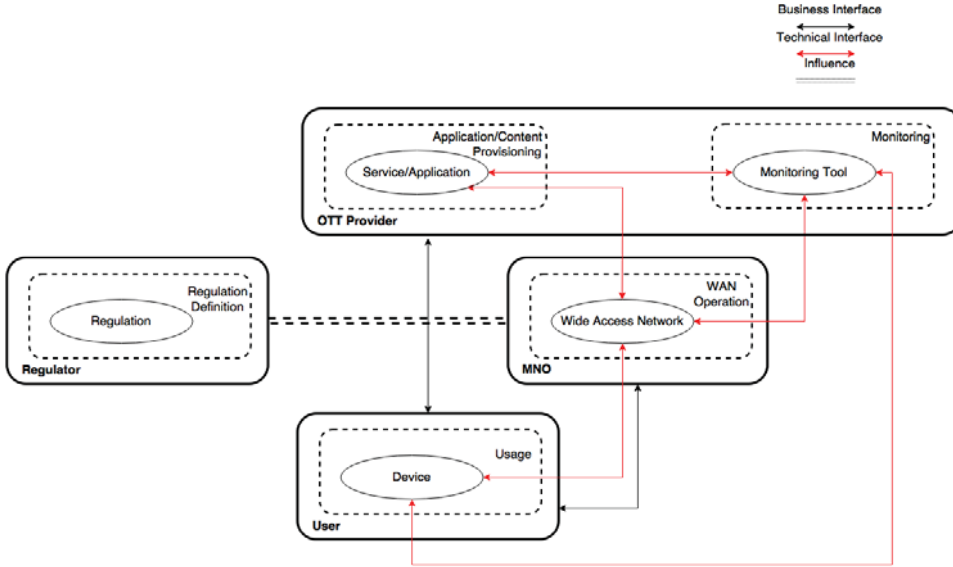 Business Interface
Technical Interface
Influence
Application/Content
Provisioning
Service/Application
Monitoring
Monitoring Tool
OTT Provider
Regulation
Definition
Regulation
Regulator
WAN
Operation
Wide Access Network
MNO
Usage
Device
User